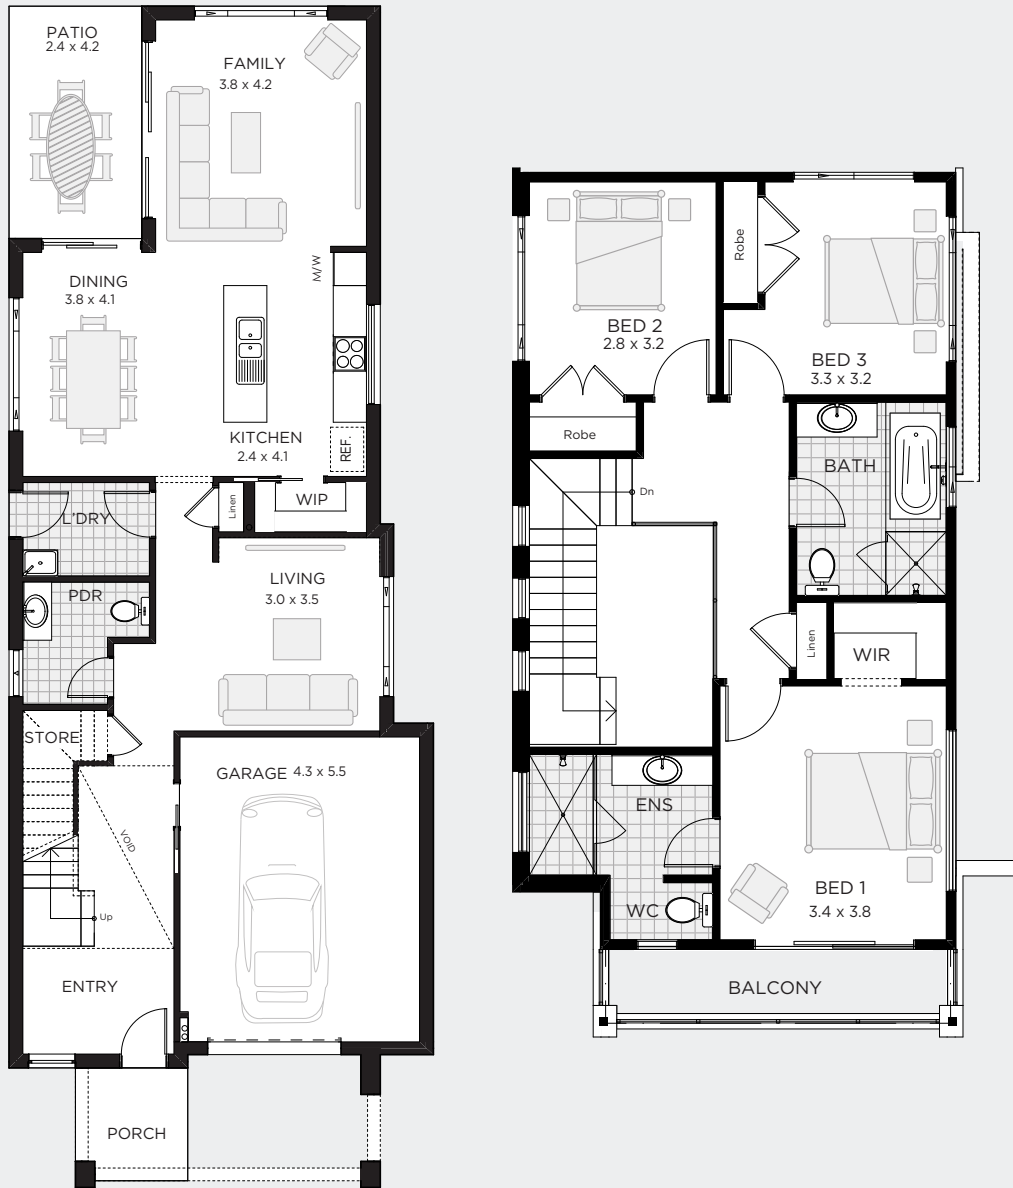 PATIO
2.4 x 4.2
FAMILY
3.8 x 4.2
DINING
3.8 x 4.1
M/W
KITCHEN
2.4 x 4.1
REF.
L'DRY
Linen
WIP
PDR
LIVING
3.0 x 3.5
STORE
GARAGE 4.3 x 5.5
VOID
Up
ENTRY
PORCH
BED 2
2.8 x 3.2
Robe
BED 3
3.3 x 3.2
Robe
BATH
Dn
Linen
WIR
ENS
WC
BED 1
3.4 x 3.8
BALCONY